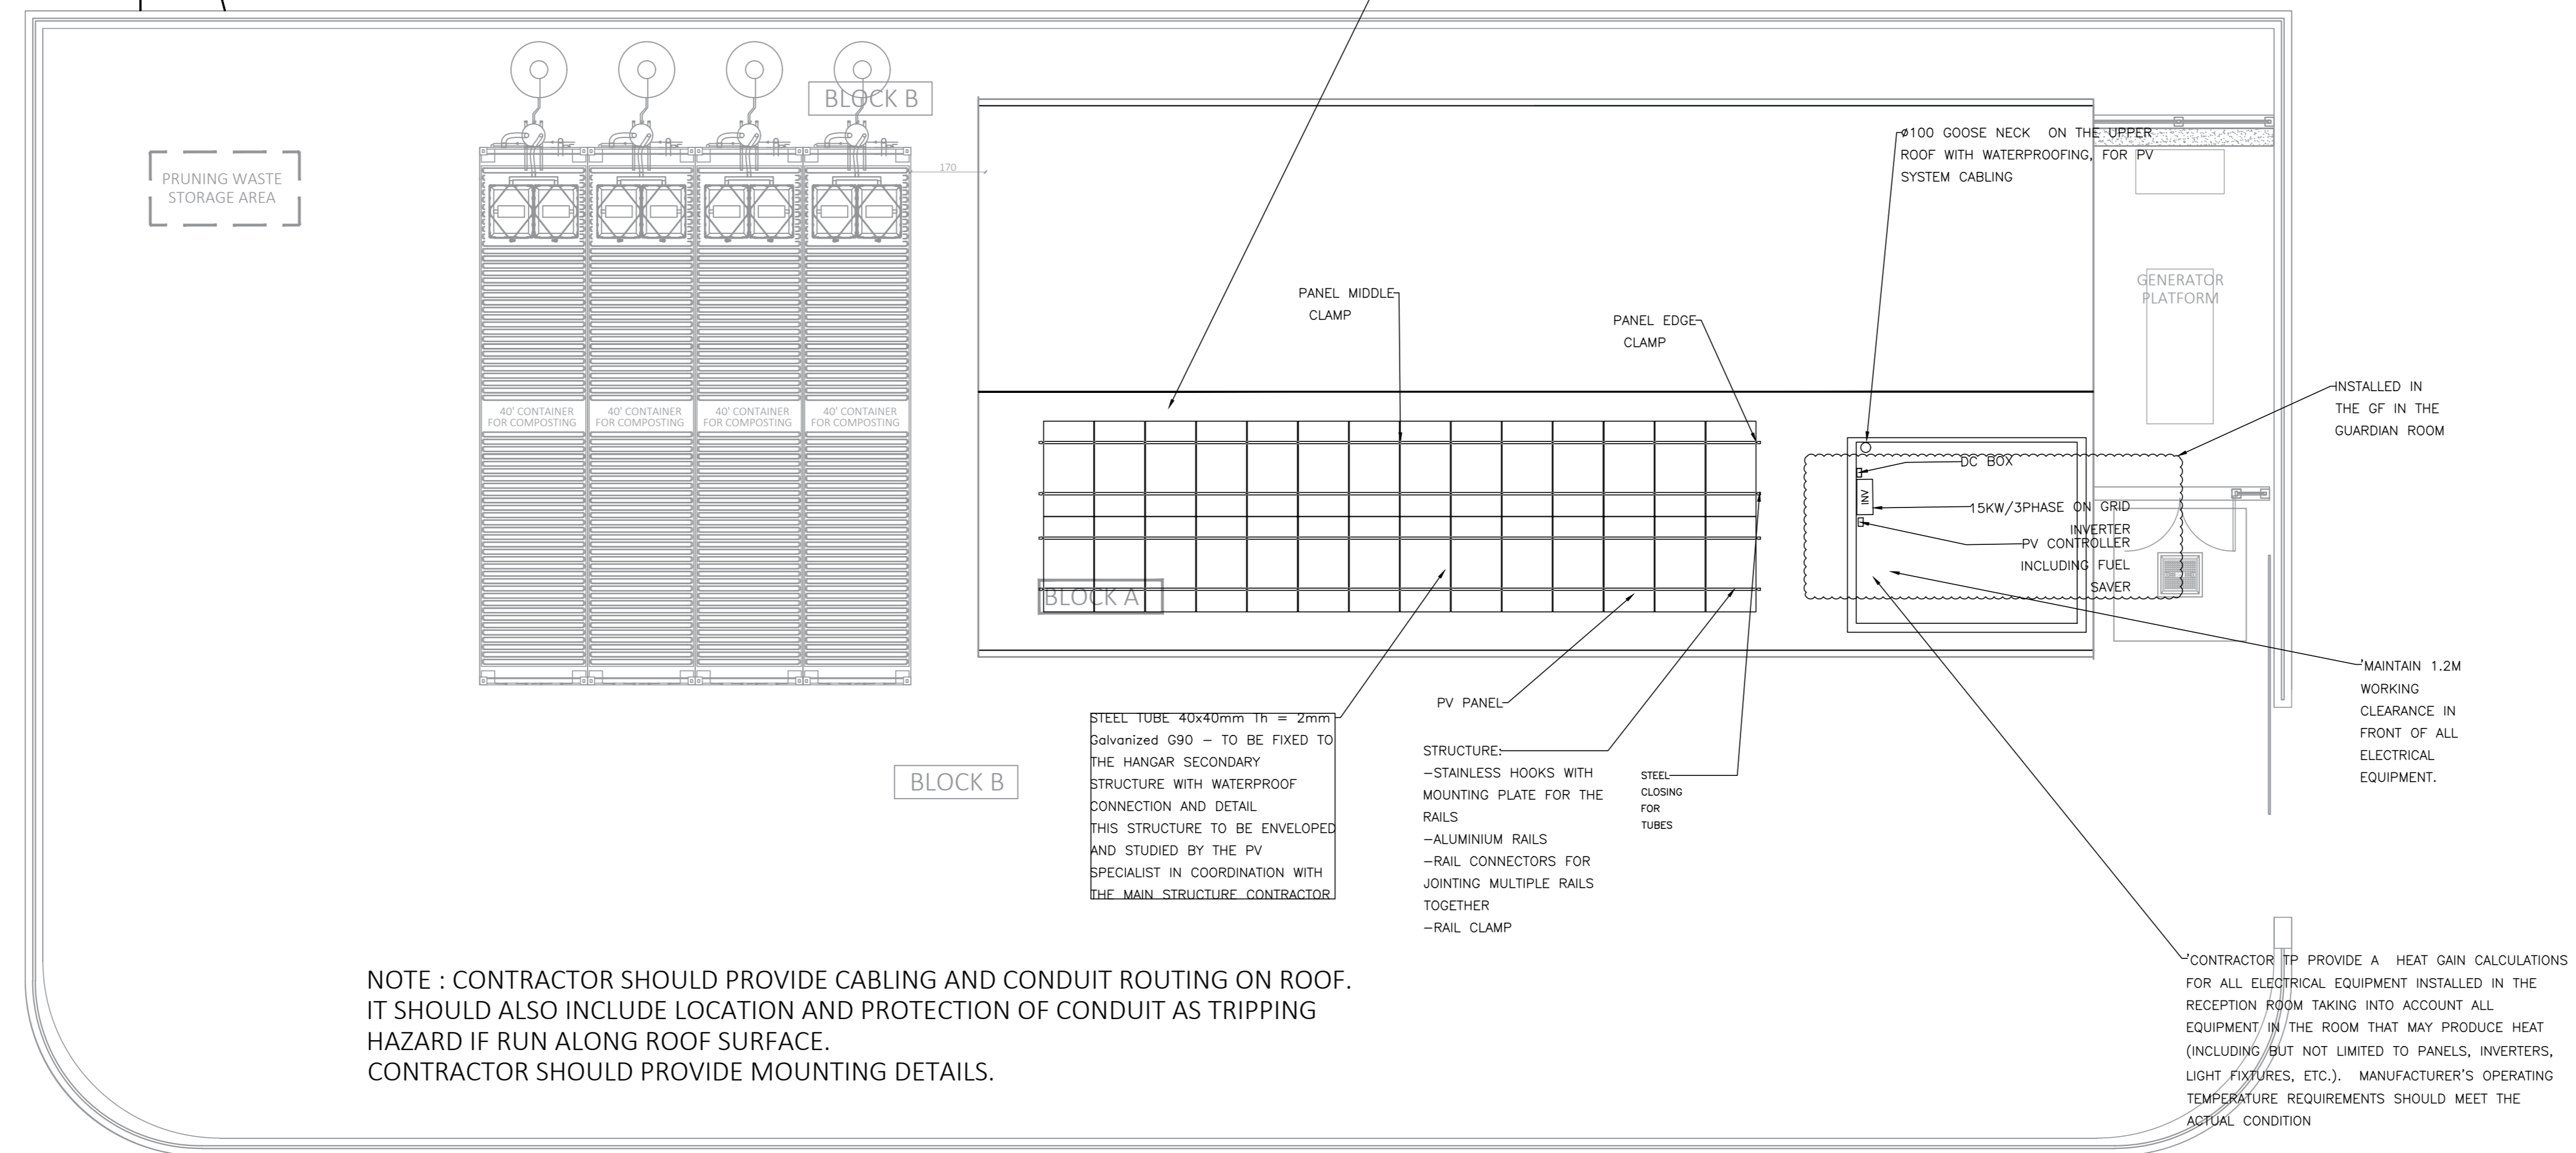 BLOCK B
PRUNING WASTE
STORAGE AREA
170
Ø100 GOOSE NECK ON THE UPPER
ROOF WITH WATERPROOFING, FOR PV
SYSTEM CABLING
GENERATOR
PLATFORM
PANEL MIDDLE
CLAMP
PANEL EDGE
CLAMP
INSTALLED IN
THE GF IN THE
GUARDIAN ROOM
40' CONTAINER
FOR COMPOSTING
40' CONTAINER
FOR COMPOSTING
40' CONTAINER
FOR COMPOSTING
40' CONTAINER
FOR COMPOSTING
DC BOX
INV
15KW/3PHASE ON GRID
INVERTER
PV CONTROLLER
INCLUDING FUEL
SAVER
BLOCK A
'MAINTAIN 1.2M
WORKING
CLEARANCE IN
FRONT OF ALL
ELECTRICAL
EQUIPMENT.
STEEL TUBE 40x40mm Th = 2mm
Galvanized G90 – TO BE FIXED TO
THE HANGAR SECONDARY
STRUCTURE WITH WATERPROOF
CONNECTION AND DETAIL
THIS STRUCTURE TO BE ENVELOPED
AND STUDIED BY THE PV
SPECIALIST IN COORDINATION WITH
THE MAIN STRUCTURE CONTRACTOR
PV PANEL
STRUCTURE:
–STAINLESS HOOKS WITH
MOUNTING PLATE FOR THE
RAILS
–ALUMINIUM RAILS
–RAIL CONNECTORS FOR
JOINTING MULTIPLE RAILS
TOGETHER
–RAIL CLAMP
STEEL
CLOSING
FOR
TUBES
BLOCK B
NOTE : CONTRACTOR SHOULD PROVIDE CABLING AND CONDUIT ROUTING ON ROOF.
IT SHOULD ALSO INCLUDE LOCATION AND PROTECTION OF CONDUIT AS TRIPPING
HAZARD IF RUN ALONG ROOF SURFACE.
CONTRACTOR SHOULD PROVIDE MOUNTING DETAILS.
'CONTRACTOR TP PROVIDE A HEAT GAIN CALCULATIONS
FOR ALL ELECTRICAL EQUIPMENT INSTALLED IN THE
RECEPTION ROOM TAKING INTO ACCOUNT ALL
EQUIPMENT IN THE ROOM THAT MAY PRODUCE HEAT
(INCLUDING BUT NOT LIMITED TO PANELS, INVERTERS,
LIGHT FIXTURES, ETC.). MANUFACTURER'S OPERATING
TEMPERATURE REQUIREMENTS SHOULD MEET THE
ACTUAL CONDITION